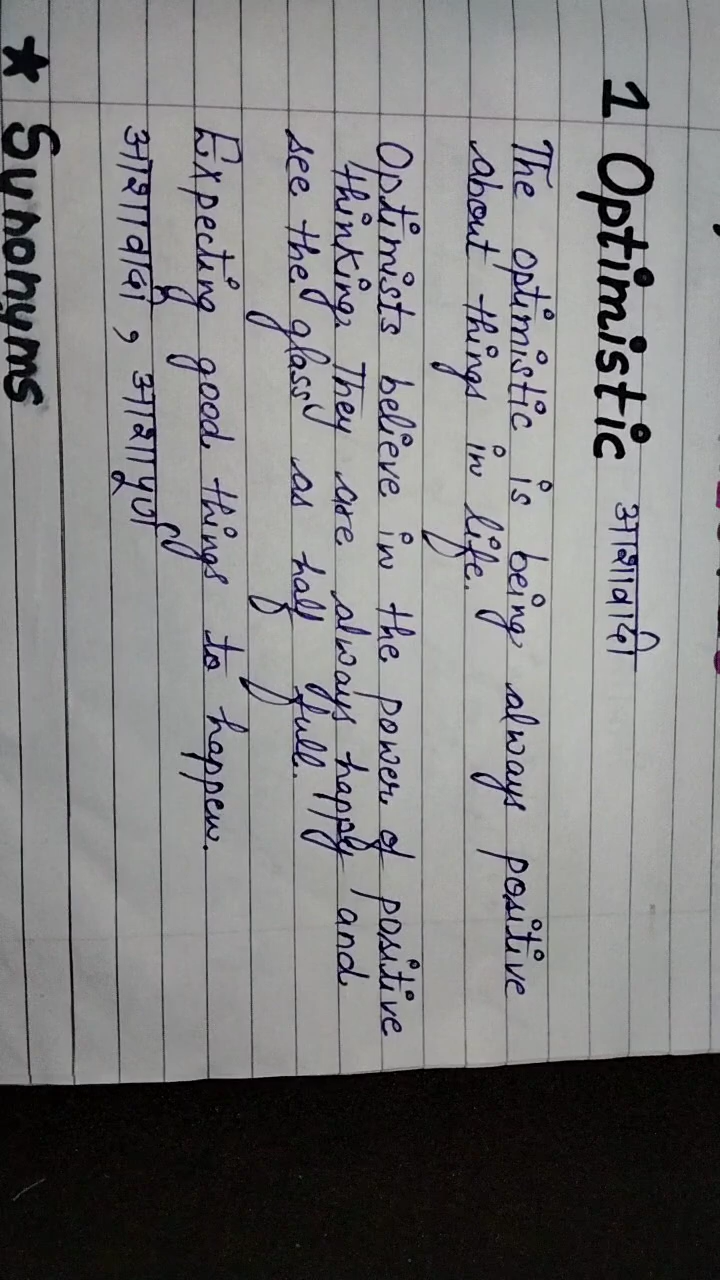 1 Optimistic आशावादी
The optimistic is being always positive
about things in life.
Optimists believe in the power of positive
thinking. They are always happy and
see the glass as half full.
Expecting good things to happen.
आशावादी, आशापूर्ण
★ Synonyms